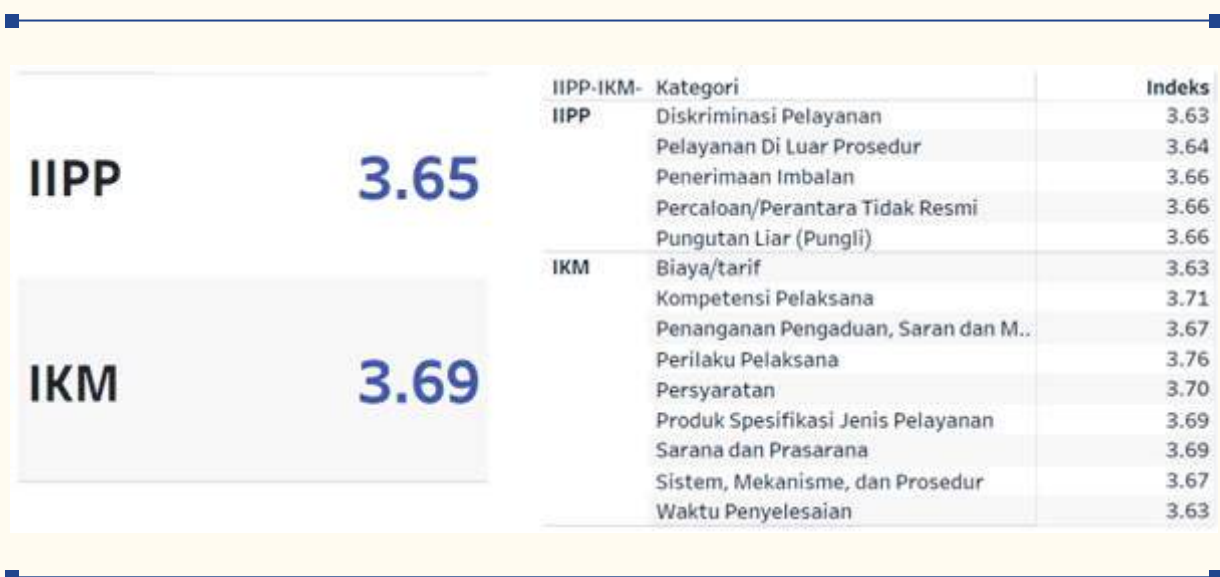 IIPP 3.65
IKM 3.69
IIPP-IKM- Kategori Indeks
IIPP Diskriminasi Pelayanan 3.63
Pelayanan Di Luar Prosedur 3.64
Penerimaan Imbalan 3.66
Percaloan/Perantara Tidak Resmi 3.66
Pungutan Liar (Pungli) 3.66
IKM Biaya/tarif 3.63
Kompetensi Pelaksana 3.71
Penanganan Pengaduan, Saran dan M.. 3.67
Perilaku Pelaksana 3.76
Persyaratan 3.70
Produk Spesifikasi Jenis Pelayanan 3.69
Sarana dan Prasarana 3.69
Sistem, Mekanisme, dan Prosedur 3.67
Waktu Penyelesaian 3.63